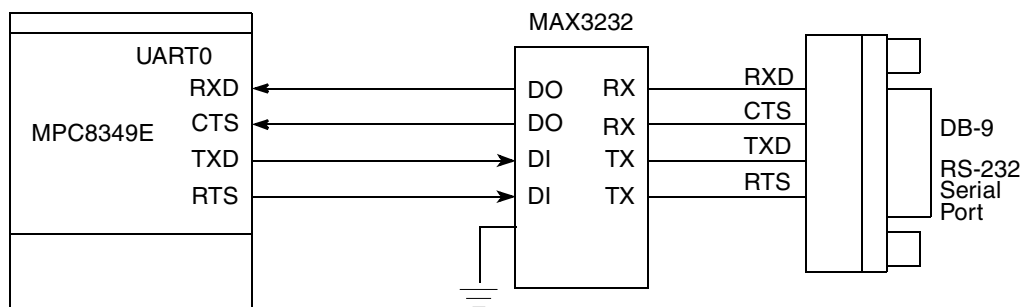 MAX3232
UART0
RXD
CTS
TXD
RTS
MPC8349E
DO
DO
DI
DI
RX
RX
TX
TX
RXD
CTS
TXD
RTS
DB-9
RS-232
Serial
Port